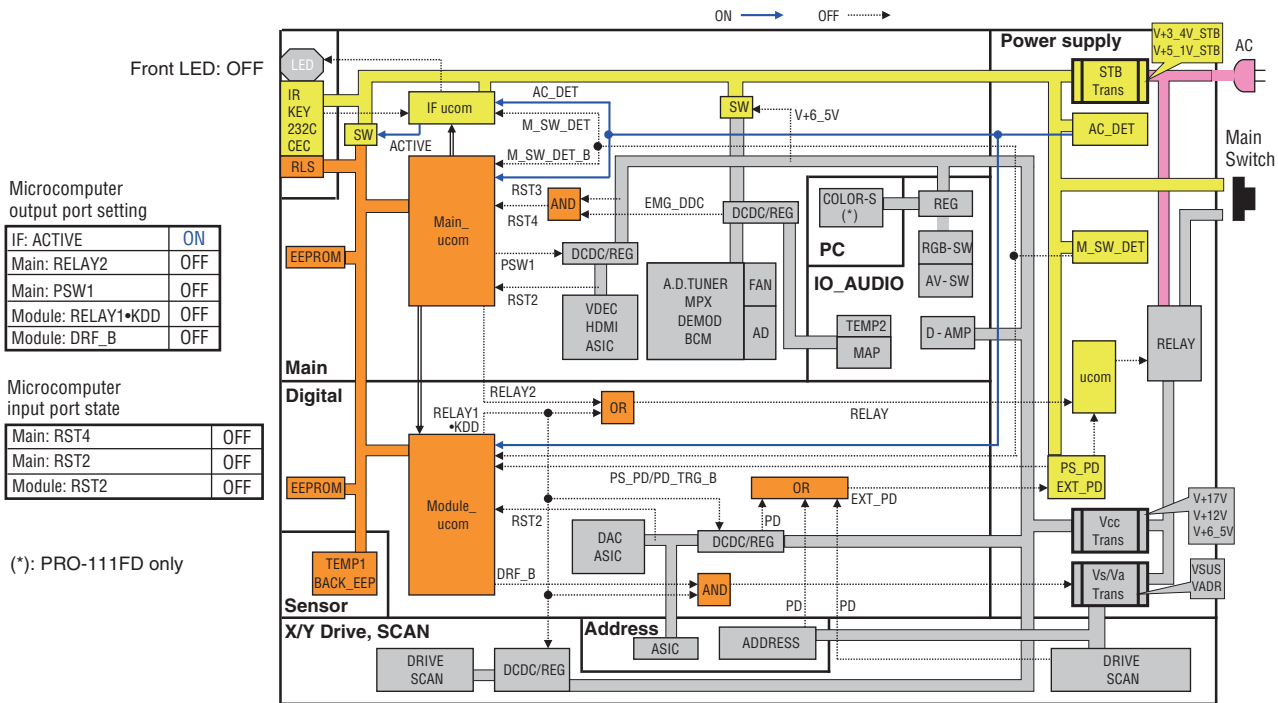 ON
OFF
Power supply
V+3_4V_STB
V+5_1V_STB
AC
Front LED: OFF
LED
IR
KEY
232C
CEC
RLS
SW
IF ucom
ACTIVE
AC_DET
M_SW_DET
M_SW_DET_B
SW
V+6_5V
STB
Trans
AC_DET
Main
Switch
Microcomputer
output port setting
IF: ACTIVE ON
Main: RELAY2 OFF
Main: PSW1 OFF
Module: RELAY1•KDD OFF
Module: DRF_B OFF
Microcomputer
input port state
Main: RST4 OFF
Main: RST2 OFF
Module: RST2 OFF
(*): PRO-111FD only
EEPROM
Main_
ucom
RST3
RST4
AND
EMG_DDC
DCDC/REG
PSW1
RST2
DCDC/REG
VDEC
HDMI
ASIC
A.D.TUNER
MPX
DEMOD
BCM
FAN
AD
COLOR-S
(*)
PC
REG
RGB-SW
AV-SW
IO_AUDIO
TEMP2
MAP
D-AMP
M_SW_DET
ucom
RELAY
Main
Digital
RELAY2
RELAY1
•KDD
OR
RELAY
EEPROM
Module_
ucom
PS_PD/PD_TRG_B
OR
EXT_PD
PS_PD
EXT_PD
RST2
DAC
ASIC
PD
DCDC/REG
Vcc
Trans
V+17V
V+12V
V+6_5V
TEMP1
BACK_EEP
Sensor
DRF_B
AND
PD
PD
Vs/Va
Trans
VSUS
VADR
X/Y Drive, SCAN
Address
ASIC
ADDRESS
DRIVE
SCAN
DCDC/REG
DRIVE
SCAN